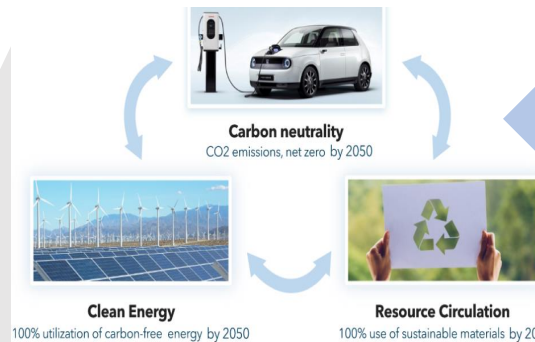 Carbon neutrality
CO2 emissions, net zero by 2050
Clean Energy
100% utilization of carbon-free energy by 2050
Resource Circulation
100% use of sustainable materials by